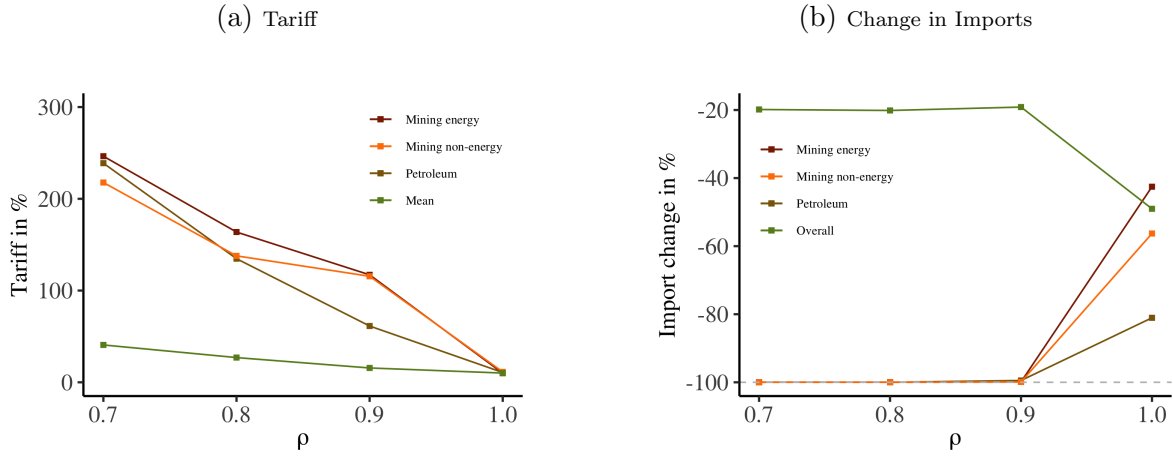 (a) Tariff
300
200
100
0
Tariff in %
Mining energy
Mining non-energy
Petroleum
Mean
0.7 0.8 0.9 1.0
ρ
(b) Change in Imports
-20
-40
-60
-80
-100
Import change in %
Mining energy
Mining non-energy
Petroleum
Overall
0.7 0.8 0.9 1.0
ρ